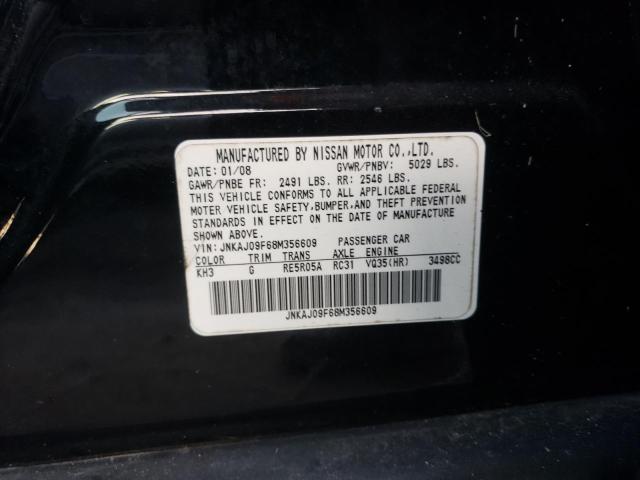 MANUFACTURED BY NISSAN MOTOR CO.,LTD.
DATE: 01/08 GVWR/PNBV: 5029 LBS.
GAWR/PNBE FR: 2491 LBS. RR: 2546 LBS.
THIS VEHICLE CONFORMS TO ALL APPLICABLE FEDERAL
MOTOR VEHICLE SAFETY, BUMPER, AND THEFT PREVENTION
STANDARDS IN EFFECT ON THE DATE OF MANUFACTURE
SHOWN ABOVE.
VIN: JNKAJ09F68M356609 PASSENGER CAR
COLOR TRIM TRANS AXLE ENGINE
KH3 G RE5R05A RC31 VQ35(HR) 3498CC
JNKAJ09F68M356609